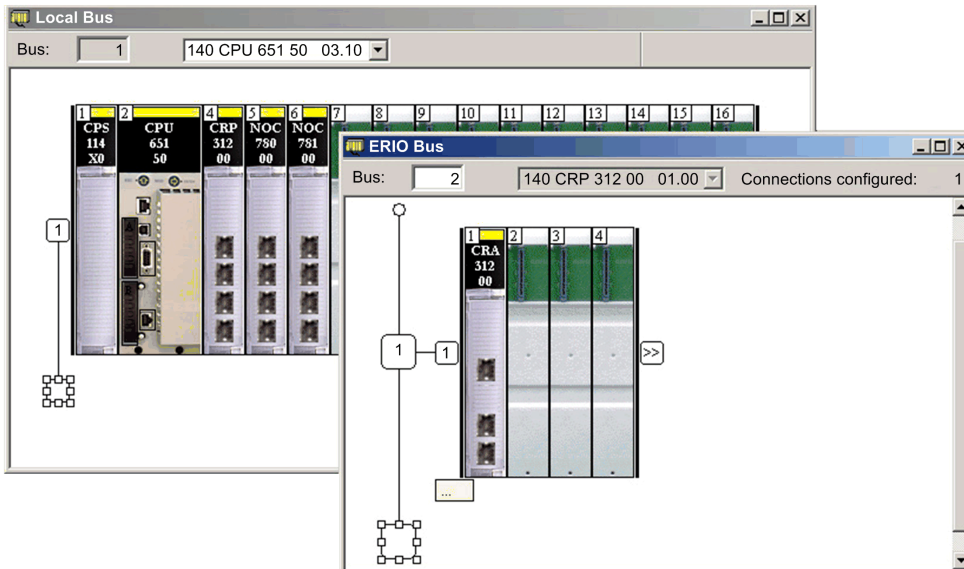 Local Bus
Bus: 1 140 CPU 651 50 03.10
1 2 4 5 6 7 8 9 10 11 12 13 14 15 16
CPS CPU CRP NOC NOC
114 651 312 780 781
X0 50 00 00 00
1
ERIO Bus
Bus: 2 140 CRP 312 00 01.00 Connections configured: 1
1 2 3 4
CRA
312
00
1 1 >>
...